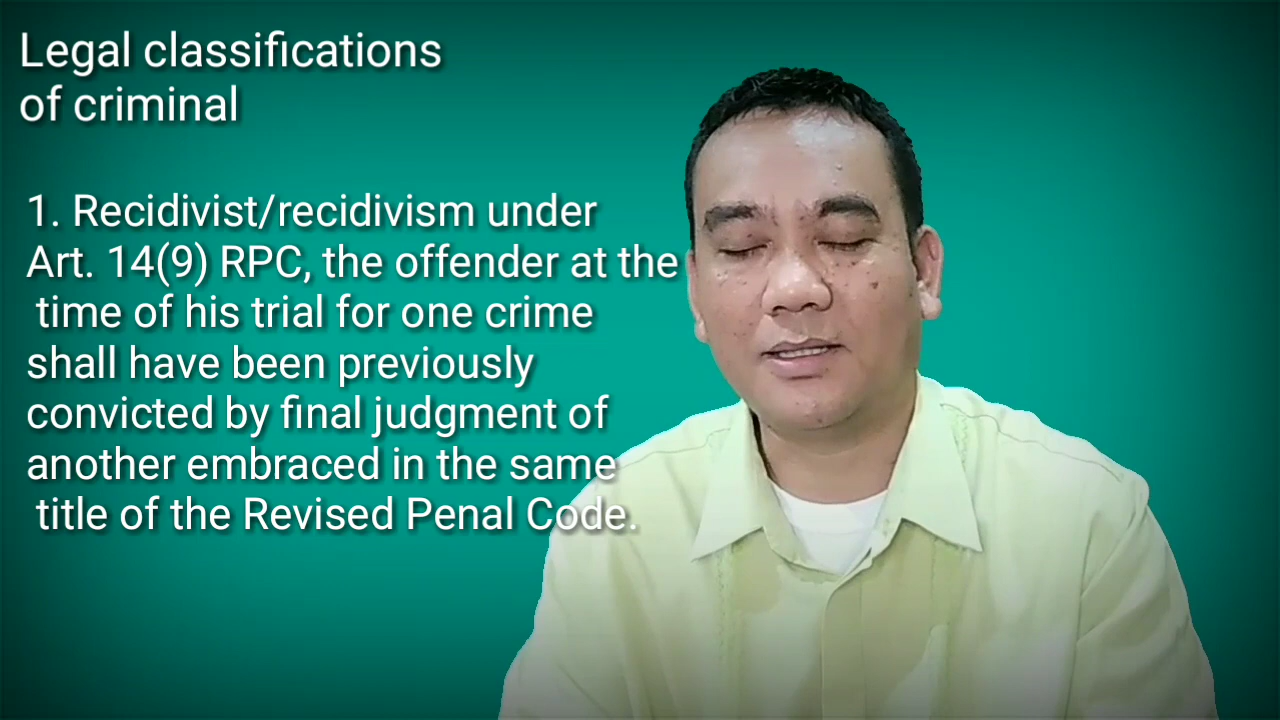 Legal classifications
of criminal
1. Recidivist/recidivism under
Art. 14(9) RPC, the offender at the
time of his trial for one crime
shall have been previously
convicted by final judgment of
another embraced in the same
title of the Revised Penal Code.